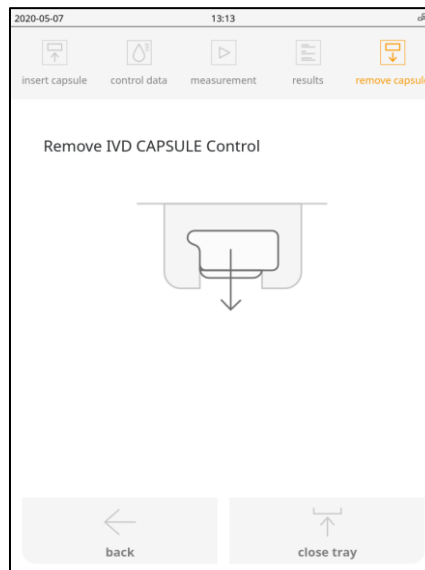 2020-05-07 13:13
insert capsule control data measurement results remove capsule
Remove IVD CAPSULE Control
back close tray